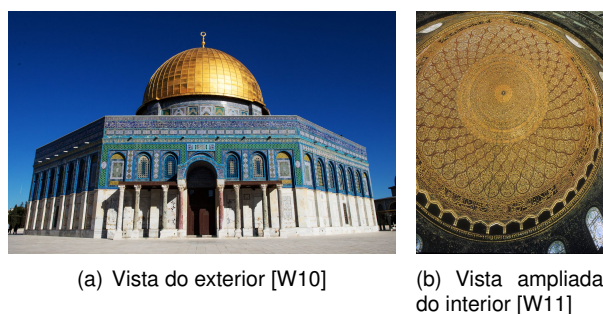 (a) Vista do exterior [W10]
(b) Vista ampliada
do interior [W11]